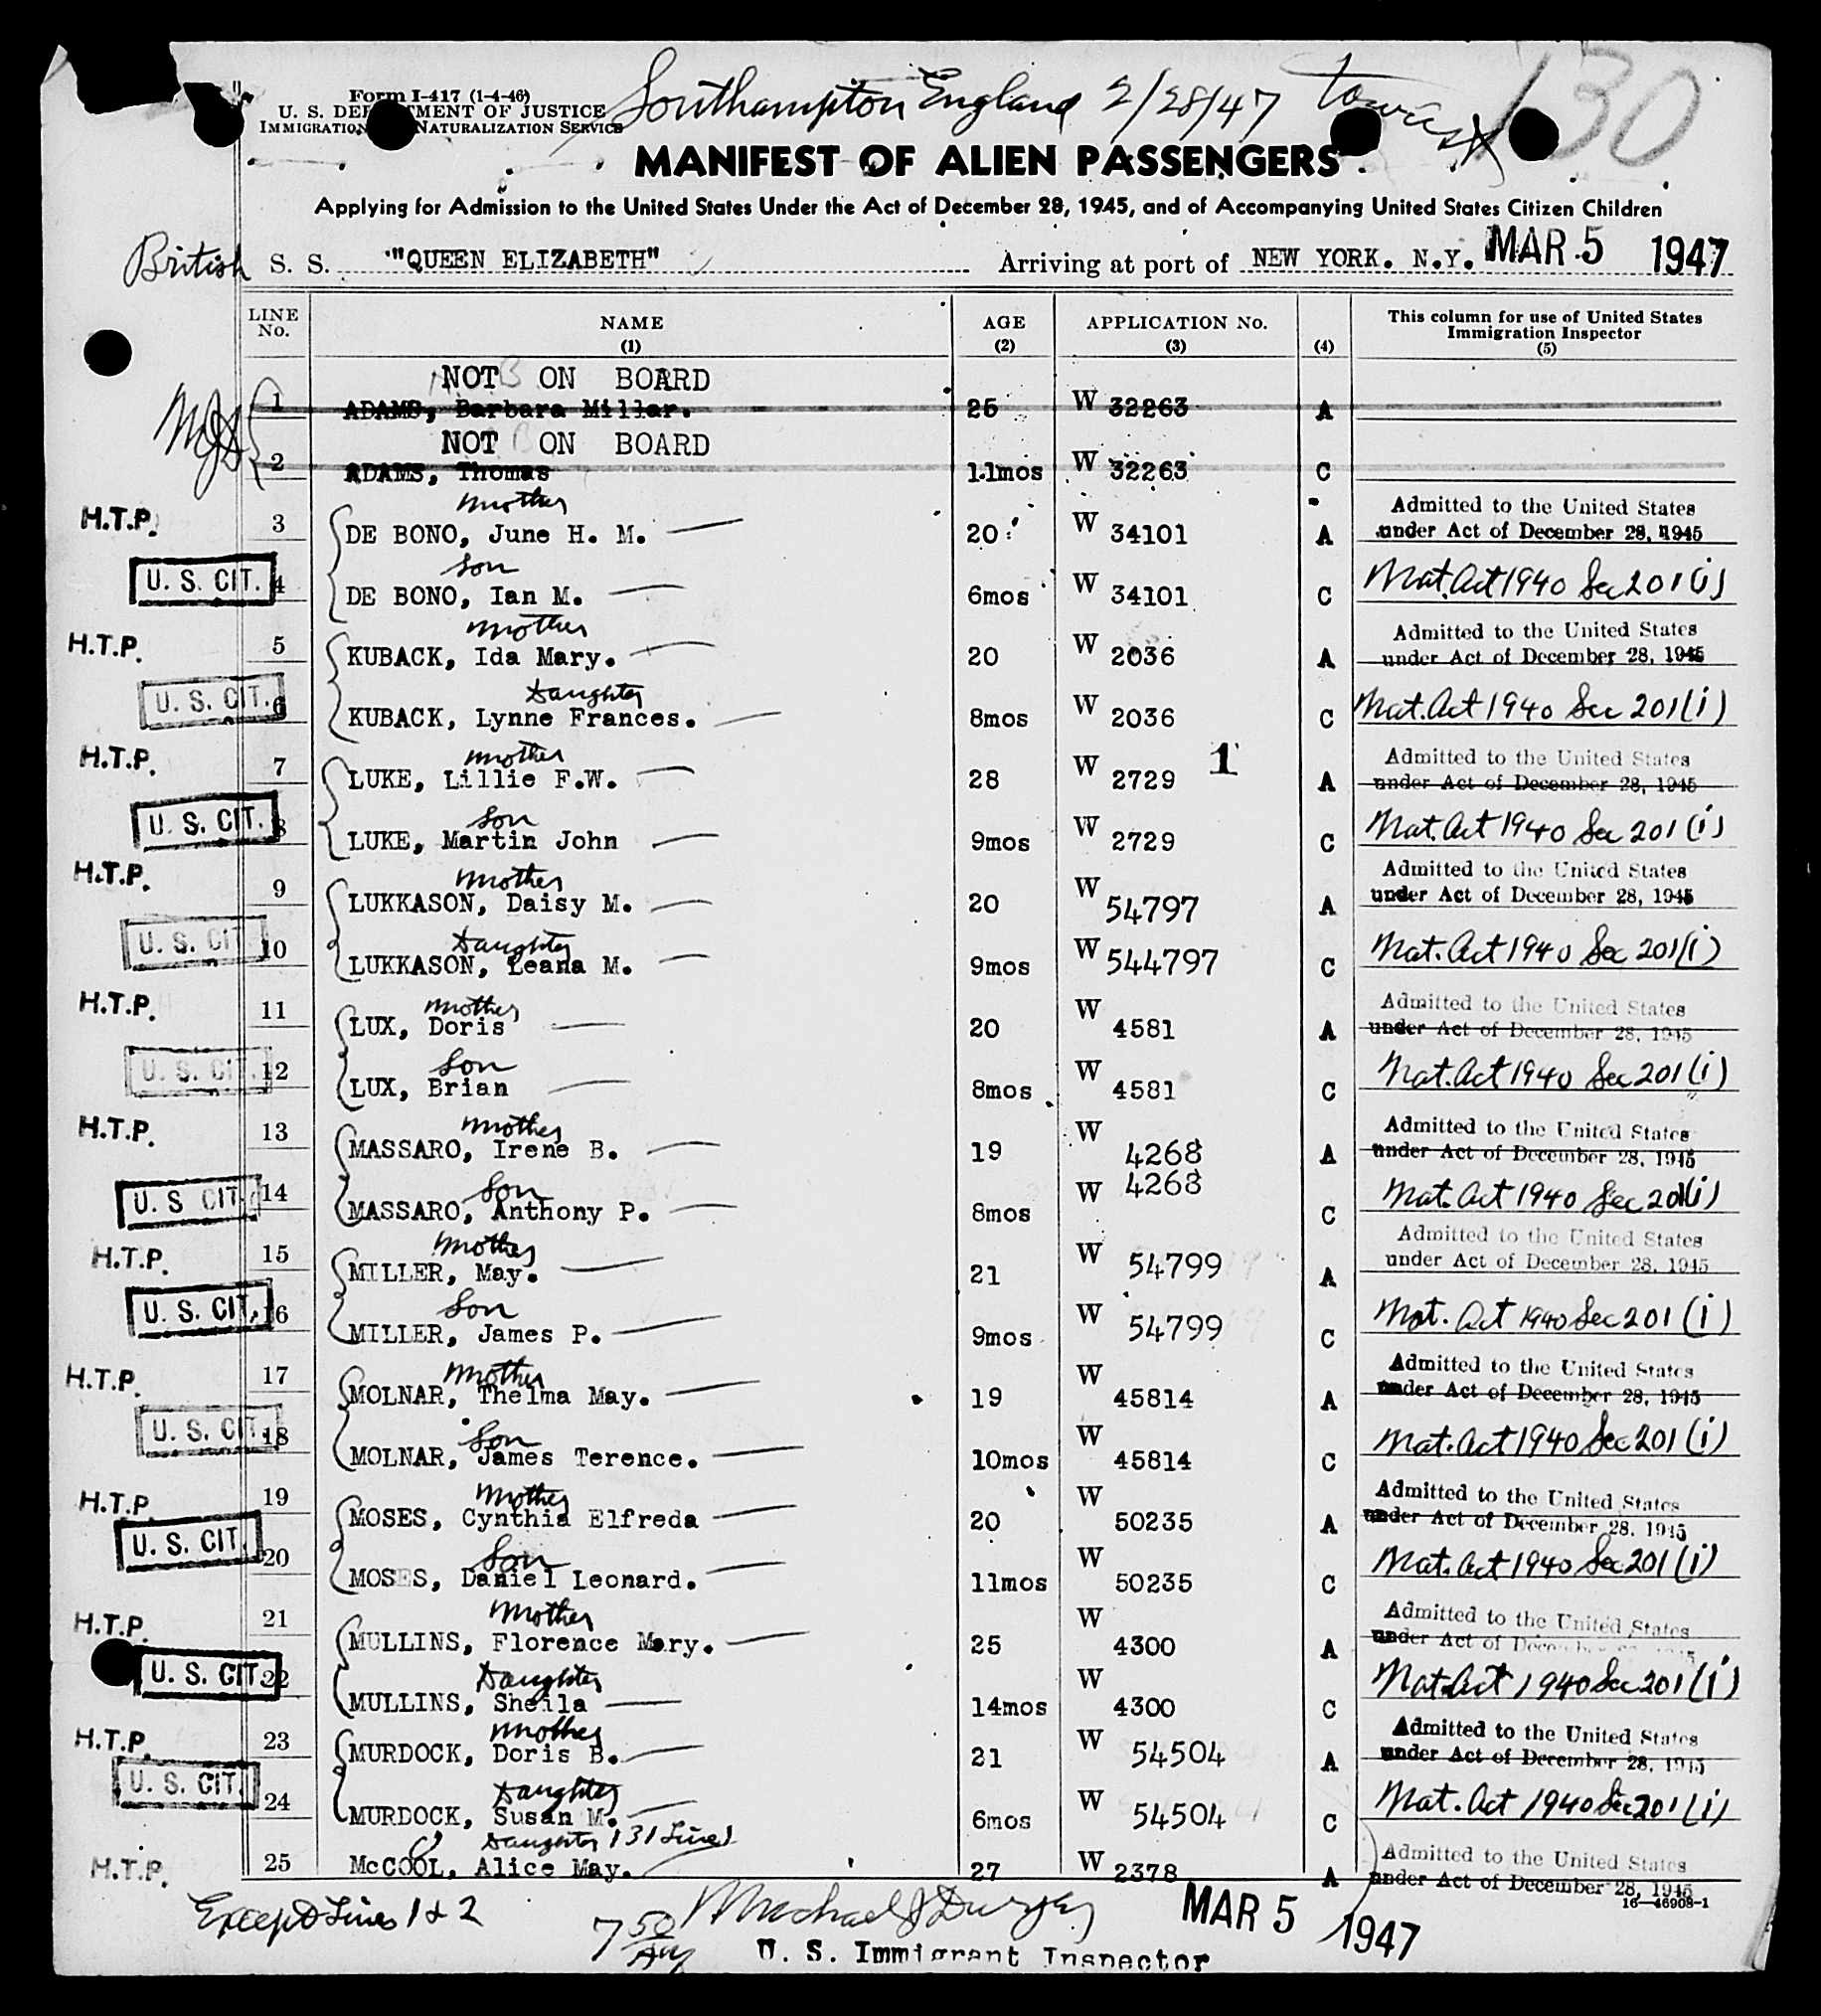 Form I-417 (1-4-46)
Southampton England 2/28/47 Tourist 130
U. S. DEPARTMENT OF JUSTICE
IMMIGRATION NATURALIZATION SERVICE
MANIFEST OF ALIEN PASSENGERS
Applying for Admission to the United States Under the Act of December 28, 1945, and of Accompanying United States Citizen Children
British S. S. "QUEEN ELIZABETH" Arriving at port of NEW YORK. N.Y. MAR 5 1947
LINE No. NAME (1) AGE (2) APPLICATION No. (3) (4) This column for use of United States Immigration Inspector (5)
NOT ON BOARD
1 ADAMS, Barbara Millar. 25 W 32263 A
NOT ON BOARD
2 ADAMS, Thomas 11mos W 32263 C
mother
H.T.P. 3 DE BONO, June H. M. 20 W 34101 A Admitted to the United States under Act of December 28, 1945
son
U. S. CIT. 4 DE BONO, Ian M. 6mos W 34101 C Nat. Act 1940 Sec 201(i)
mother
H.T.P. 5 KUBACK, Ida Mary. 20 W 2036 A Admitted to the United States under Act of December 28, 1945
Daughter
U. S. CIT. 6 KUBACK, Lynne Frances. 8mos W 2036 C Nat. Act 1940 Sec 201(i)
mother
H.T.P. 7 LUKE, Lillie F.W. 28 W 2729 1 A Admitted to the United States under Act of December 28, 1945
son
U. S. CIT. 8 LUKE, Martin John 9mos W 2729 C Nat. Act 1940 Sec 201(i)
mother
H.T.P. 9 LUKKASON, Daisy M. 20 W 54797 A Admitted to the United States under Act of December 28, 1945
Daughter
U. S. CIT 10 LUKKASON, Leana M. 9mos W 544797 C Nat. Act 1940 Sec 201(i)
mother
H.T.P. 11 LUX, Doris 20 W 4581 A Admitted to the United States under Act of December 28, 1945
Son
U. S. CIT. 12 LUX, Brian 8mos W 4581 C Nat. Act 1940 Sec 201(i)
mother
H.T.P. 13 MASSARO, Irene B. 19 W 4268 A Admitted to the United States under Act of December 28, 1945
Son
U. S CIT. 14 MASSARO, Anthony P. 8mos W 4268 C Nat. Act 1940 Sec 201(i)
mother
H.T.P. 15 MILLER, May. 21 W 54799 A Admitted to the United States under Act of December 28, 1945
Son
U. S. CIT. 16 MILLER, James P. 9mos W 54799 C Nat. Act 1940 Sec 201 (i)
Mother
H.T.P. 17 MOLNAR, Thelma May. 19 W 45814 A Admitted to the United States under Act of December 28, 1945
Son
U. S. CIT. 18 MOLNAR, James Terence. 10mos W 45814 C Nat. Act 1940 Sec 201 (i)
Mother
H.T.P. 19 MOSES, Cynthia Elfreda 20 W 50235 A Admitted to the United States under Act of December 28, 1945
Son
U. S. CIT. 20 MOSES, Daniel Leonard. 11mos W 50235 C Nat. Act 1940 Sec 201 (i)
Mother
H.T.P. 21 MULLINS, Florence Mary. 25 W 4300 A Admitted to the United States under Act of
Daughter
U. S. CIT. 22 MULLINS, Sheila 14mos W 4300 C Nat. Act 1940 Sec 201 (i)
mother
H.T.P. 23 MURDOCK, Doris B. 21 W 54504 A Admitted to the United States under Act of December 28, 1945
Daughter
U. S. CIT. 24 MURDOCK, Susan M. 6mos W 54504 C Nat. Act 1940 Sec 201 (i)
Daughter 131 Line 1
H.T.P. 25 McCOOL, Alice May. 27 W 2378 A Admitted to the United States under Act of December 28, 1945
16—46908-1
Except Lines 1 & 2 7 50 MAR 5 1947
U. S. Immigrant Inspector